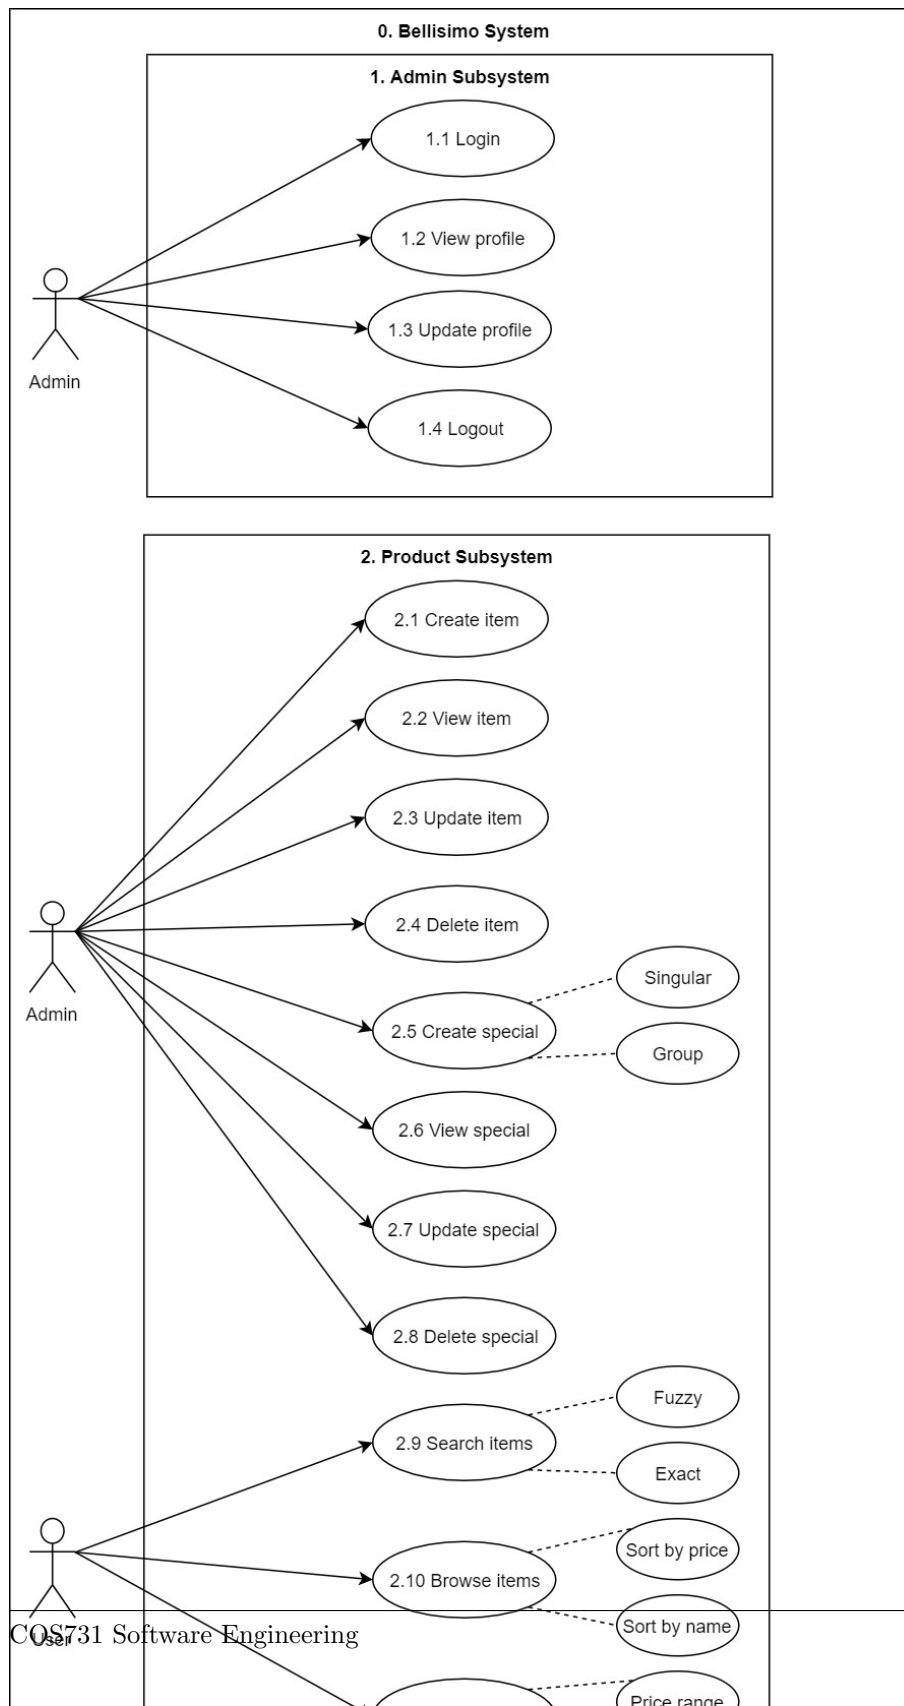 0. Bellisimo System
1. Admin Subsystem
1.1 Login
1.2 View profile
1.3 Update profile
Admin
1.4 Logout
2. Product Subsystem
2.1 Create item
2.2 View item
2.3 Update item
2.4 Delete item
Admin
Singular
2.5 Create special
Group
2.6 View special
2.7 Update special
2.8 Delete special
Fuzzy
2.9 Search items
Exact
Sort by price
2.10 Browse items
Sort by name
User
COS731 Software Engineering
Price range